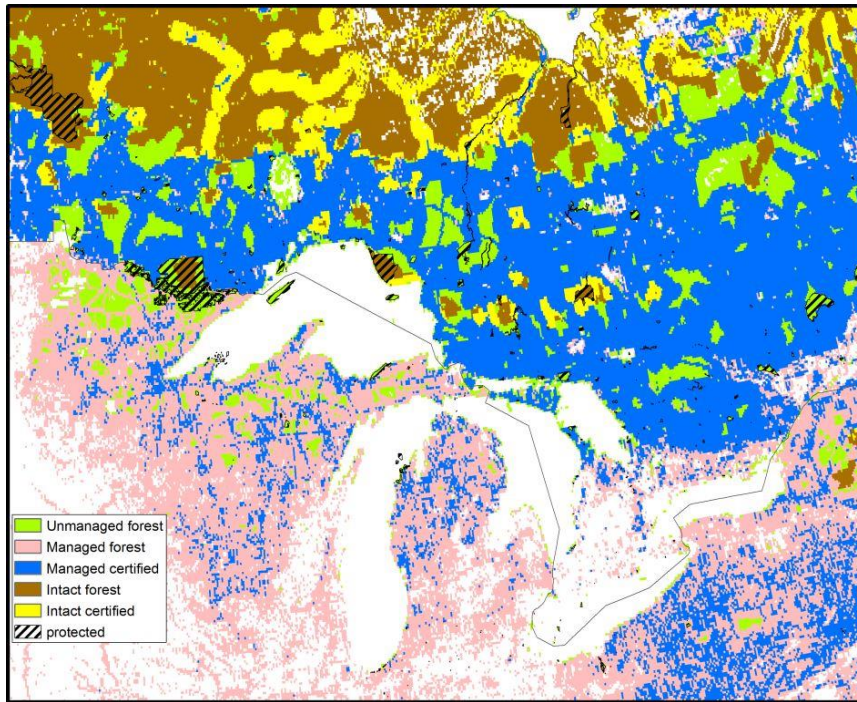 Unmanaged forest
Managed forest
Managed certified
Intact forest
Intact certified
protected